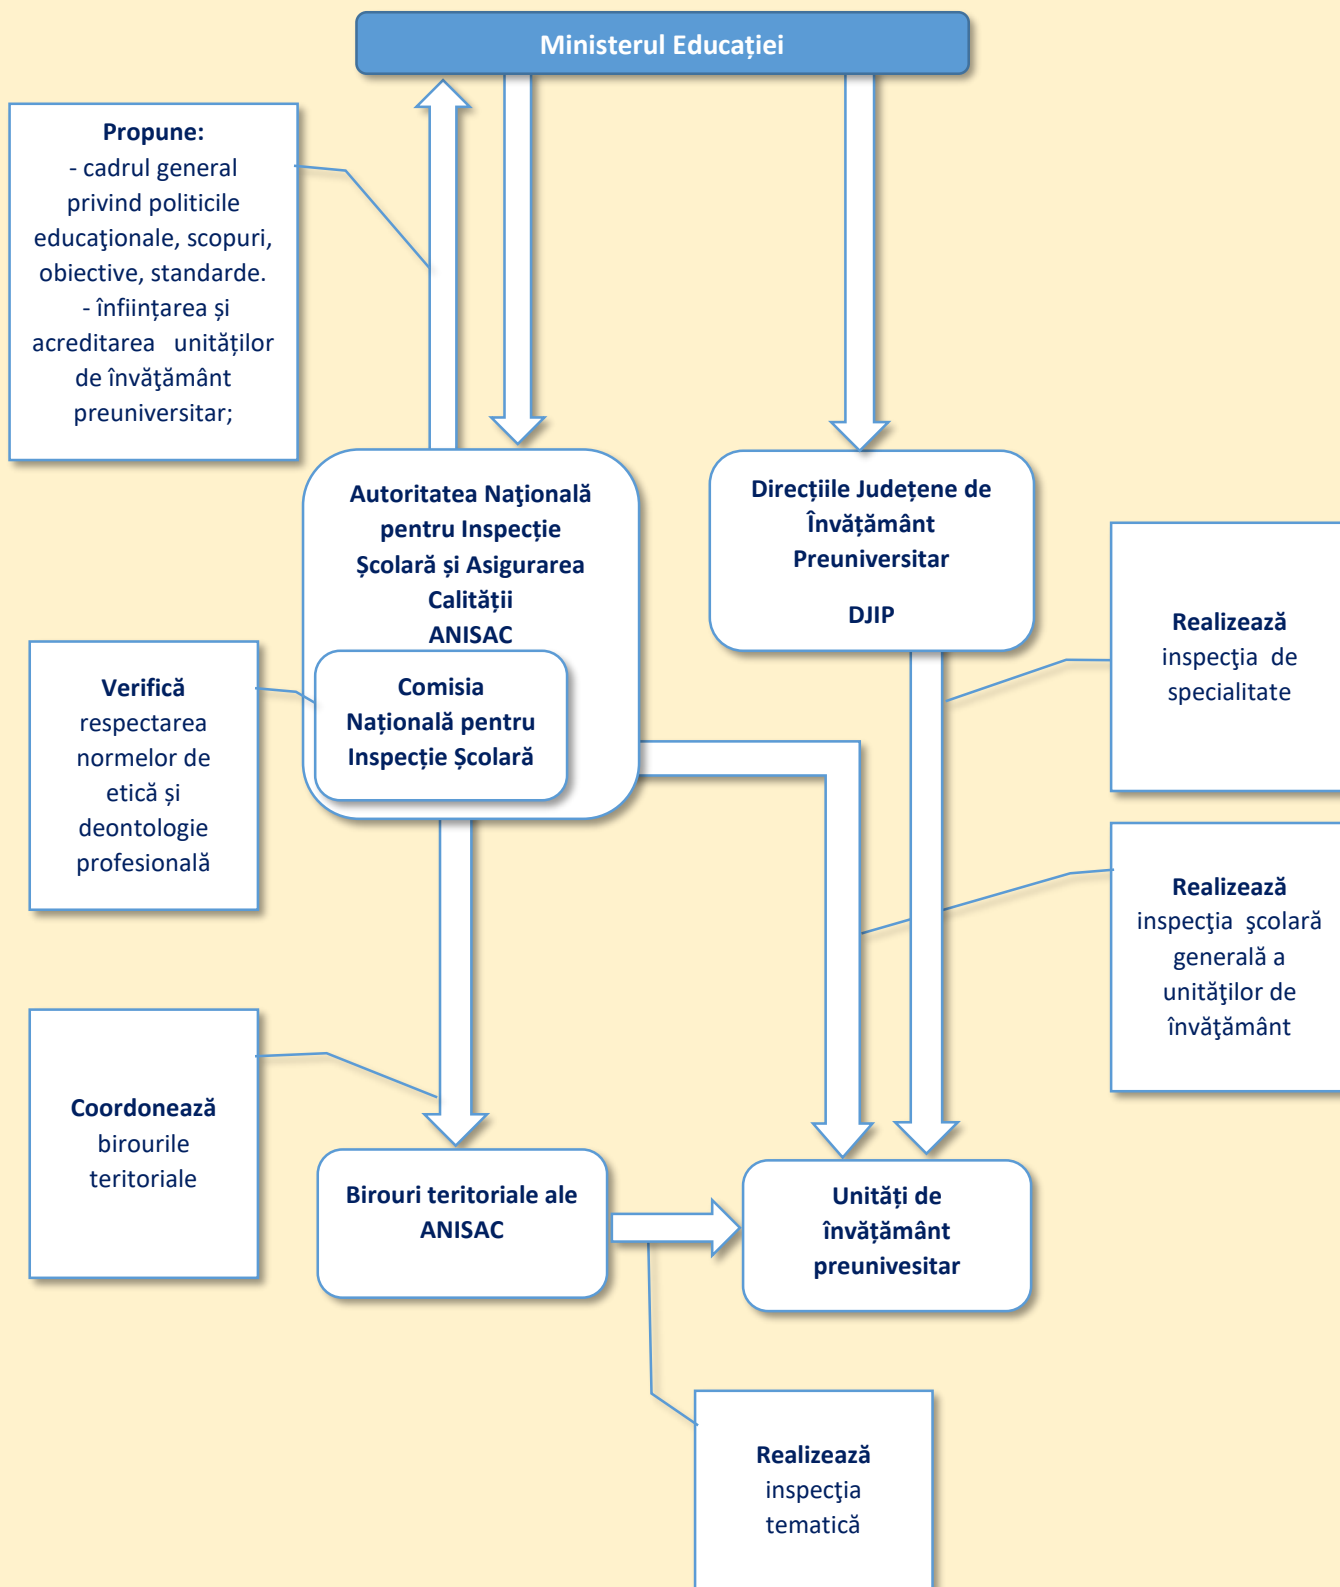 Ministerul Educației
Propune:
- cadrul general
privind politicile
educaţionale, scopuri,
obiective, standarde.
- înființarea și
acreditarea unităților
de învăţământ
preuniversitar;
Autoritatea Naţională
pentru Inspecție
Școlară și Asigurarea
Calității
ANISAC
Comisia
Națională pentru
Inspecție Școlară
Direcțiile Județene de
Învățământ
Preuniversitar
DJIP
Realizează
inspecţia de
specialitate
Verifică
respectarea
normelor de
etică și
deontologie
profesională
Realizează
inspecţia şcolară
generală a
unităţilor de
învăţământ
Coordonează
birourile
teritoriale
Birouri teritoriale ale
ANISAC
Unități de
învățământ
preunivesitar
Realizează
inspecţia
tematică